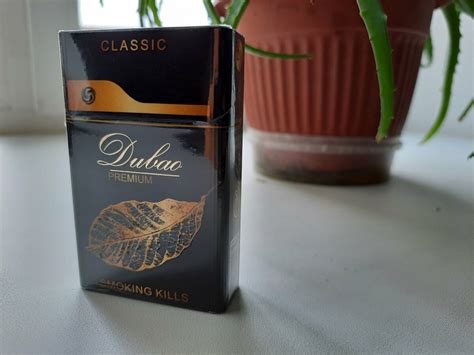 CLASSIC
Dubao
PREMIUM
SMOKING KILLS